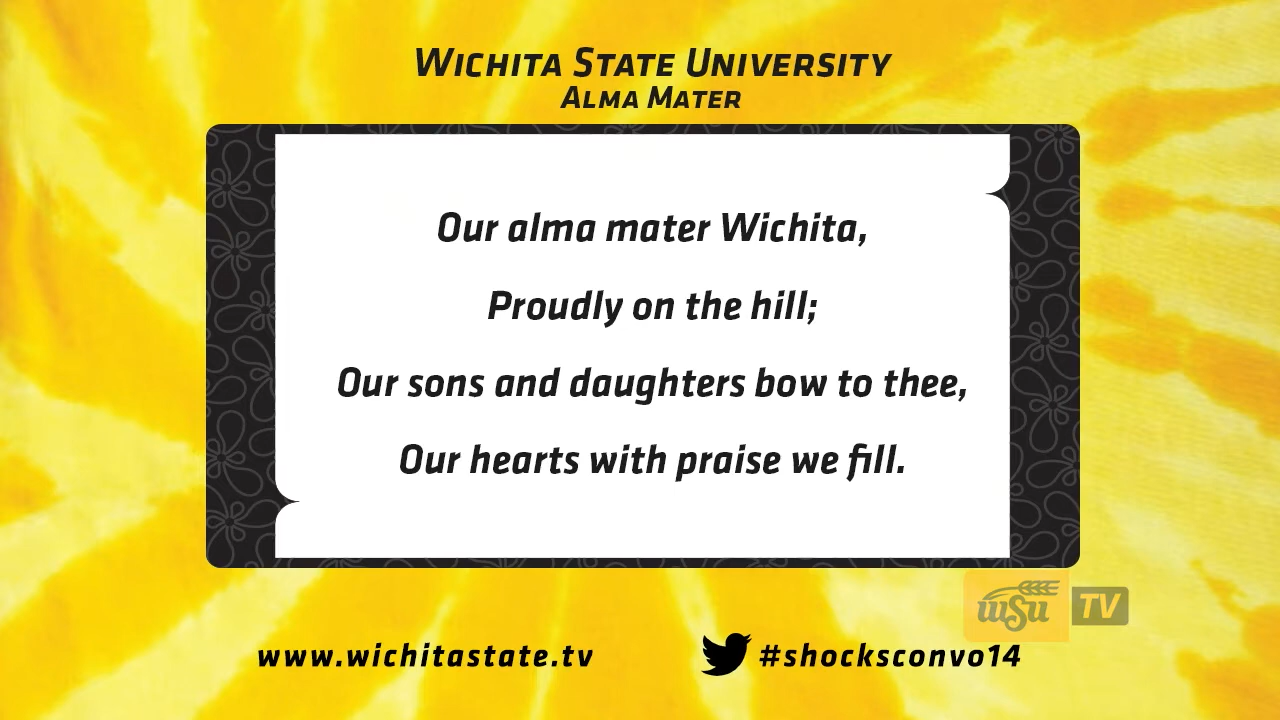 Wichita State University
Alma Mater
Our alma mater Wichita,
Proudly on the hill;
Our sons and daughters bow to thee,
Our hearts with praise we fill.
WSU TV
www.wichitastate.tv
#shocksconvo14